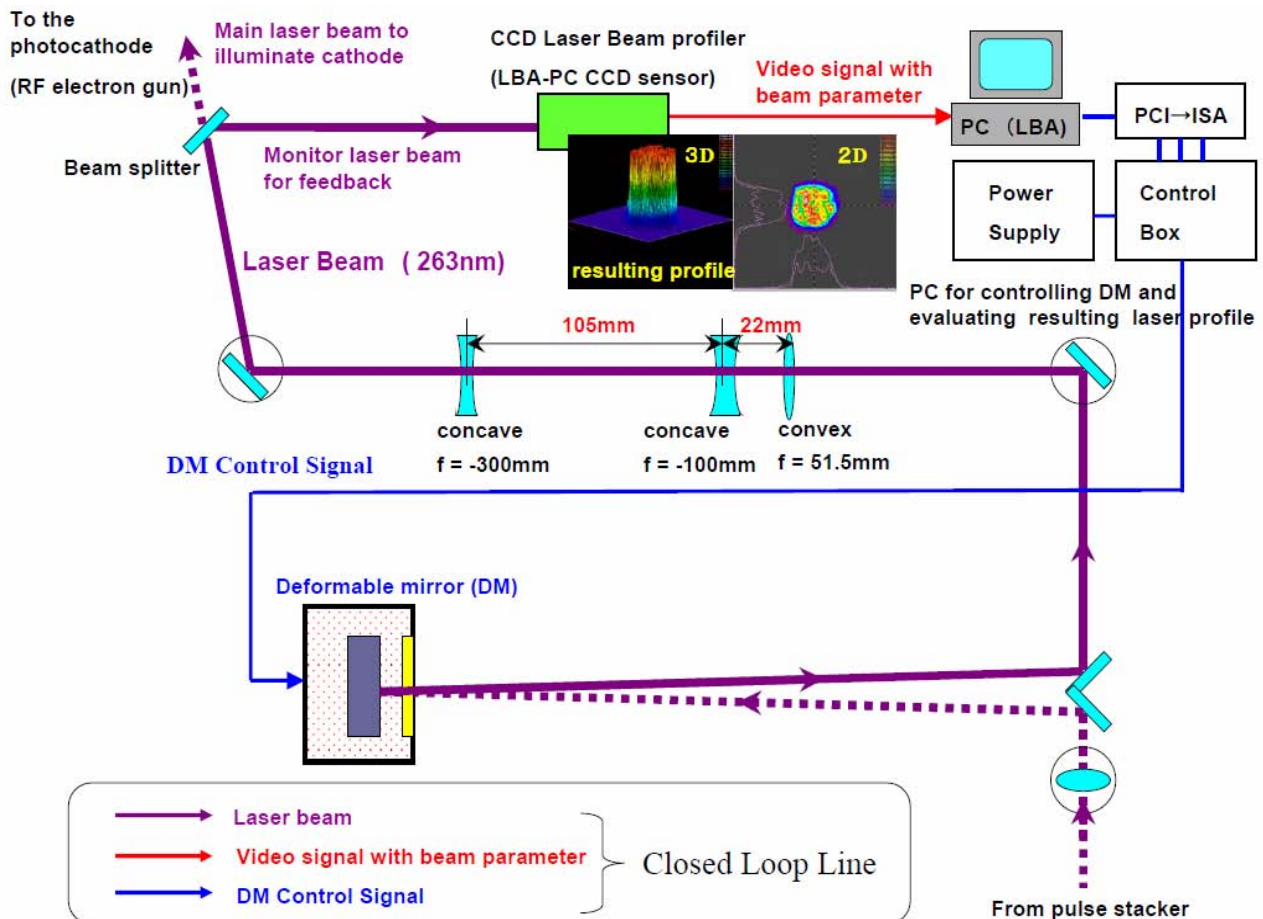 To the
photocathode
(RF electron gun)
Main laser beam to
illuminate cathode
CCD Laser Beam profiler
(LBA-PC CCD sensor)
Video signal with
beam parameter
PC (LBA)
PCI→ISA
Beam splitter
Monitor laser beam
for feedback
3D
2D
resulting profile
Power
Supply
Control
Box
Laser Beam ( 263nm)
PC for controlling DM and
evaluating resulting laser profile
105mm
22mm
concave
f = -300mm
concave
f = -100mm
convex
f = 51.5mm
DM Control Signal
Deformable mirror (DM)
Laser beam
Video signal with beam parameter
DM Control Signal
Closed Loop Line
From pulse stacker